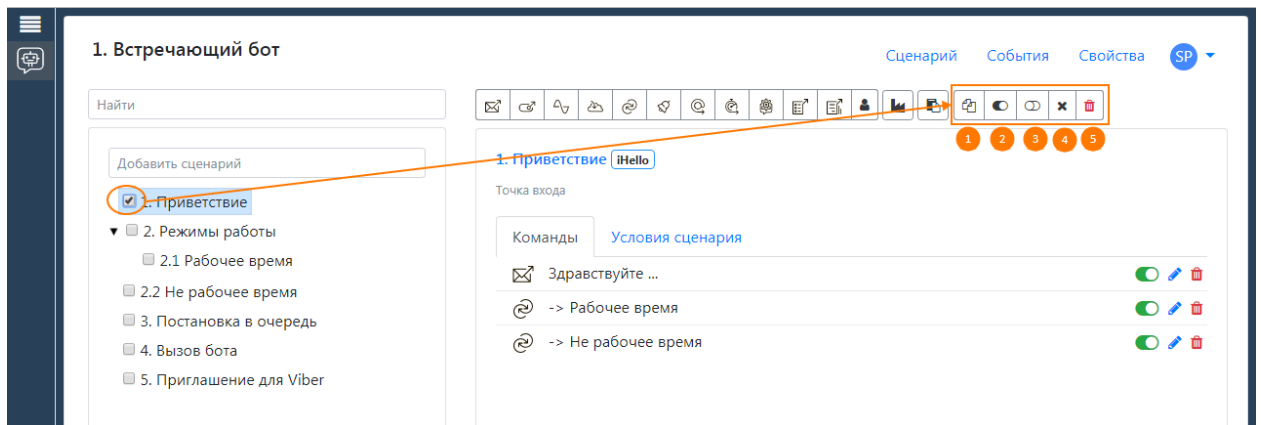 1. Встречающий бот
Сценарий События Свойства SP
Найти
1 2 3 4 5
Добавить сценарий
1. Приветствие
2. Режимы работы
2.1 Рабочее время
2.2 Не рабочее время
3. Постановка в очередь
4. Вызов бота
5. Приглашение для Viber
1. Приветствие iHello
Точка входа
Команды Условия сценария
Здравствуйте ...
-> Рабочее время
-> Не рабочее время